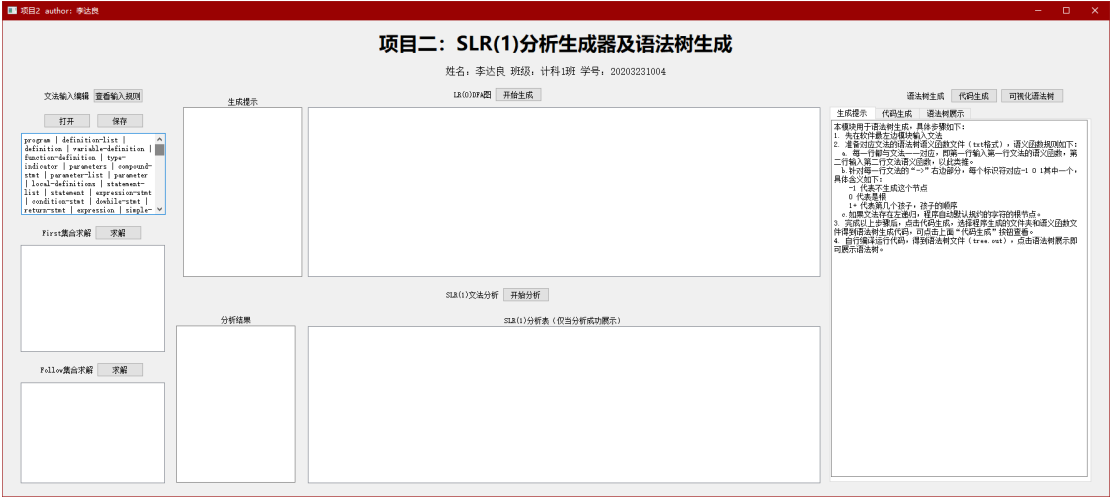 项目2 author：李达良
项目二：SLR(1)分析生成器及语法树生成
姓名：李达良 班级：计科1班 学号：20203231004
文法输入编辑 查看输入规则
打开 保存
program | definition-list |
definition | variable-definition |
function-definition | type-
indicator | parameters | compound-
stmt | parameter-list | parameter
| local-definitions | statement-
list | statement | expression-stmt
| condition-stmt | dowhile-stmt |
return-stmt | expression | simple-
First集合求解 求解
Follow集合求解 求解
生成提示
LR(0)DFA图 开始生成
SLR(1)文法分析 开始分析
分析结果
SLR(1)分析表（仅当分析成功展示）
语法树生成 代码生成 可视化语法树
生成提示 代码生成 语法树展示
本模块用于语法树生成，具体步骤如下：
1. 先在软件最左边模块输入文法
2. 准备对应文法的语法树语义函数文件（txt格式），语义函数规则如下：
a. 每一行都与文法一一对应，即第一行输入第一行文法的语义函数，第
二行输入第二行文法语义函数，以此类推。
b.针对每一行文法的“->”右边部分，每个标识符对应-1 0 1其中一个，
具体含义如下：
-1 代表不生成这个节点
0 代表是根
1+ 代表第几个孩子，孩子的顺序
c.如果文法存在左递归，程序自动默认规约的字符的根节点。
3. 完成以上步骤后，点击代码生成，选择程序生成的文件夹和语义函数文
件得到语法树生成代码，可点击上面“代码生成”按钮查看。
4. 自行编译运行代码，得到语法树文件（tree.out），点击语法树展示即
可展示语法树。